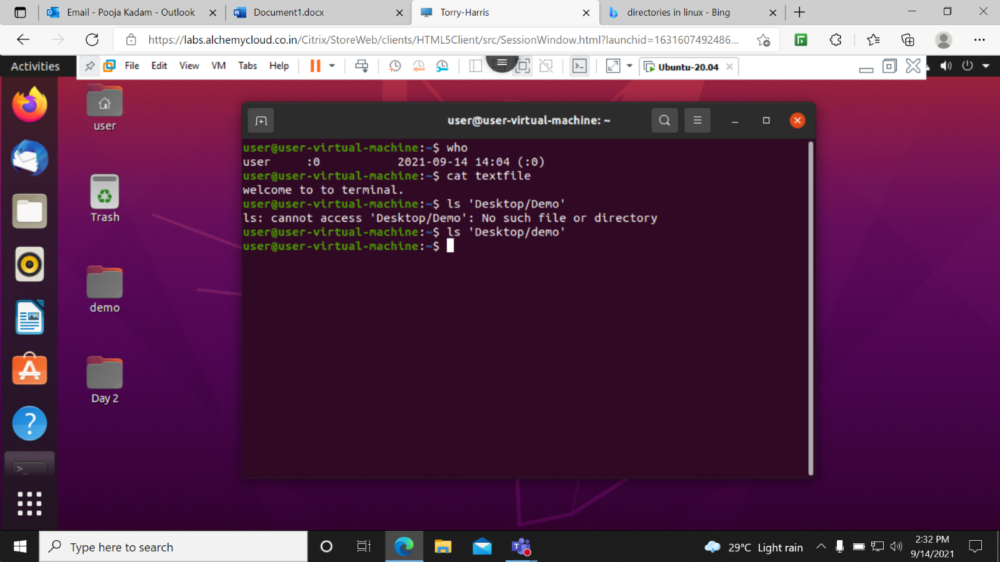 Email - Pooja Kadam - Outlook
Document1.docx
Torry-Harris
directories in linux - Bing
https://labs.alchemycloud.co.in/Citrix/StoreWeb/clients/HTML5Client/src/SessionWindow.html?launchid=1631607492486...
Activities
File Edit View VM Tabs Help
Ubuntu-20.04
user
Trash
demo
Day 2
user@user-virtual-machine: ~
user@user-virtual-machine:~$ who
user     :0           2021-09-14 14:04 (:0)
user@user-virtual-machine:~$ cat textfile
welcome to to terminal.
user@user-virtual-machine:~$ ls 'Desktop/Demo'
ls: cannot access 'Desktop/Demo': No such file or directory
user@user-virtual-machine:~$ ls 'Desktop/demo'
user@user-virtual-machine:~$
Type here to search
29°C Light rain
2:32 PM
9/14/2021